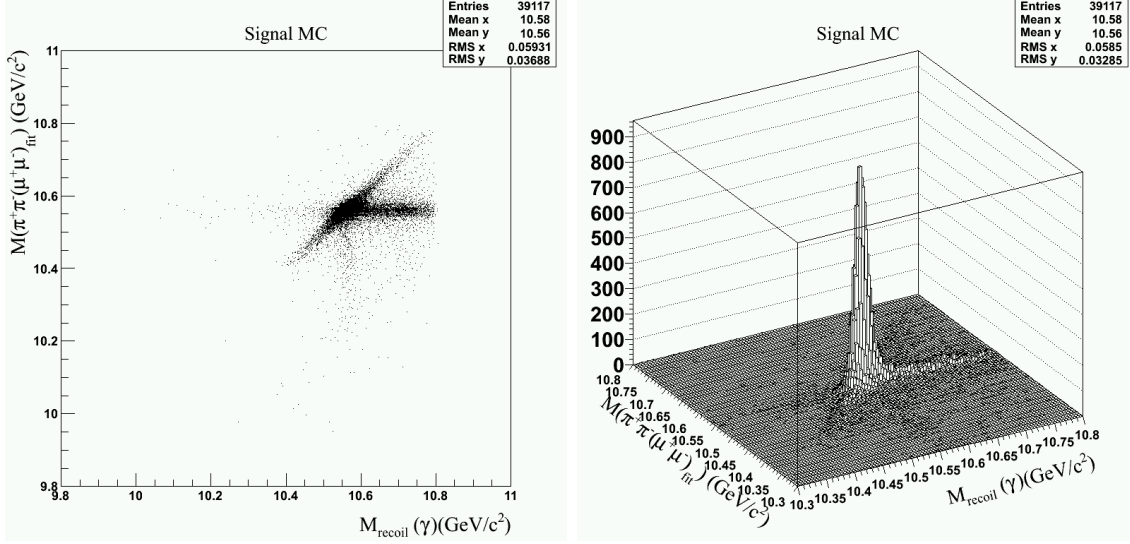 Signal MC
Entries 39117
Mean x 10.58
Mean y 10.56
RMS x 0.05931
RMS y 0.03688
M(π⁺π⁻(μ⁺μ⁻)fit) (GeV/c²)
11
10.8
10.6
10.4
10.2
10
9.8
9.8 10 10.2 10.4 10.6 10.8 11
Mrecoil (γ)(GeV/c²)
Signal MC
Entries 39117
Mean x 10.58
Mean y 10.56
RMS x 0.0585
RMS y 0.03285
900
800
700
600
500
400
300
200
100
0
10.8
10.75
10.7
10.65
10.6
10.55
10.5
10.45
10.4
10.35
10.3
M(π⁺π⁻(μ⁺μ⁻)fit) (GeV/c²)
10.3 10.35 10.4 10.45 10.5 10.55 10.6 10.65 10.7 10.75 10.8
Mrecoil (γ)(GeV/c²)